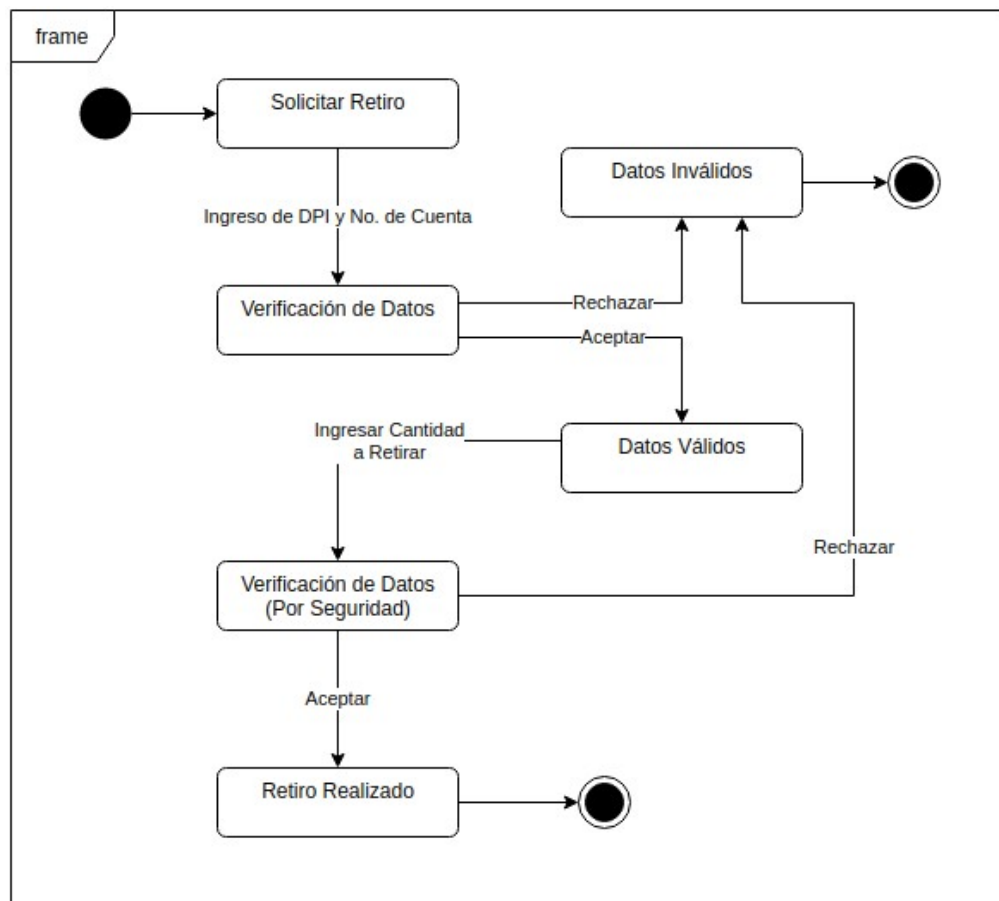 frame
Solicitar Retiro
Datos Inválidos
Ingreso de DPI y No. de Cuenta
Verificación de Datos
Rechazar
Aceptar
Ingresar Cantidad
a Retirar
Datos Válidos
Rechazar
Verificación de Datos
(Por Seguridad)
Aceptar
Retiro Realizado